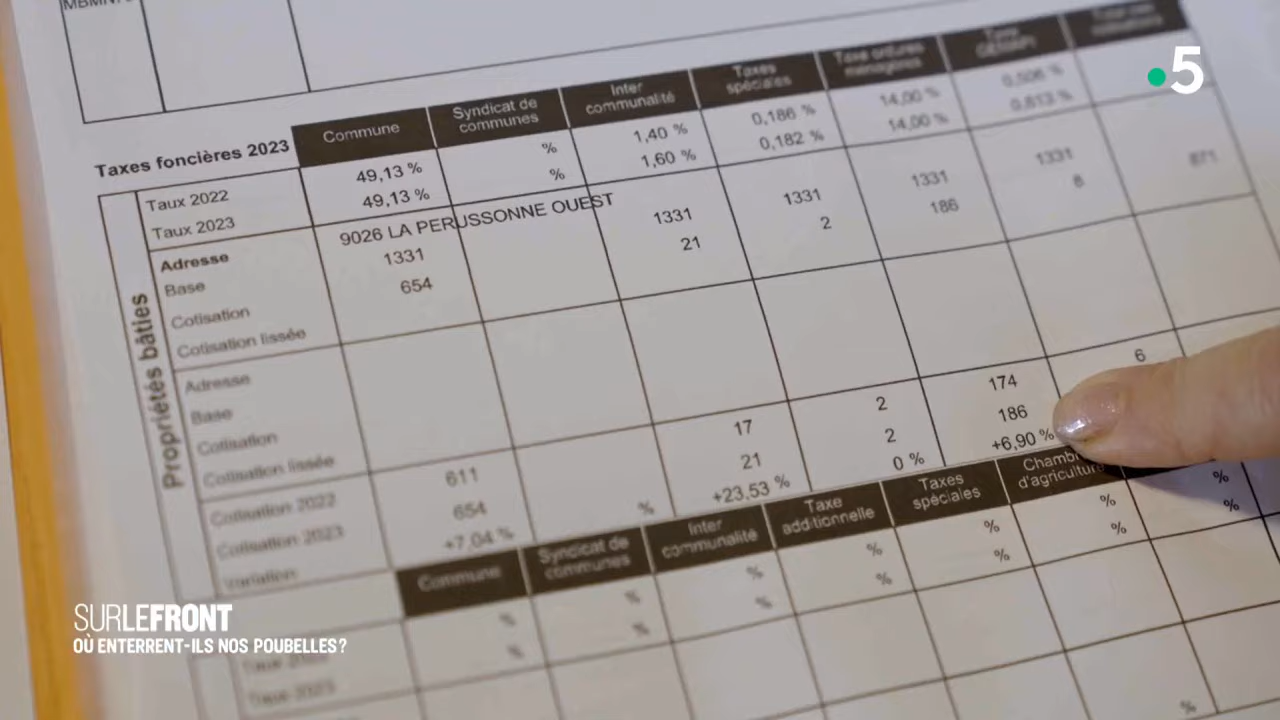 5
Taxes foncières 2023
Commune
Syndicat de communes
Inter communalité
Taxes spéciales
Taxe ordures ménagères
Taux 2022 49,13 % % 1,40 % 0,186 % 14,00 %
Taux 2023 49,13 % % 1,60 % 0,182 % 14,00 % 0,813 %
Propriétés bâties
Adresse 9026 LA PERUSSONNE OUEST
Base 1331 1331 1331 1331 1331
Cotisation 654 21 2 186 871
Cotisation lissée
Adresse
Base
Cotisation
Cotisation lissée
Cotisation 2022 611 17 2 174 6
Cotisation 2023 654 21 2 186
Variation +7,04 % % +23,53 % 0 % +6,90 %
Commune
Syndicat de communes
Inter communalité
Taxe additionnelle
Taxes spéciales
d'agriculture
% % % % % % %
% % % % % % %
Taux 2023
%
SURLEFRONT
OÙ ENTERRENT-ILS NOS POUBELLES?